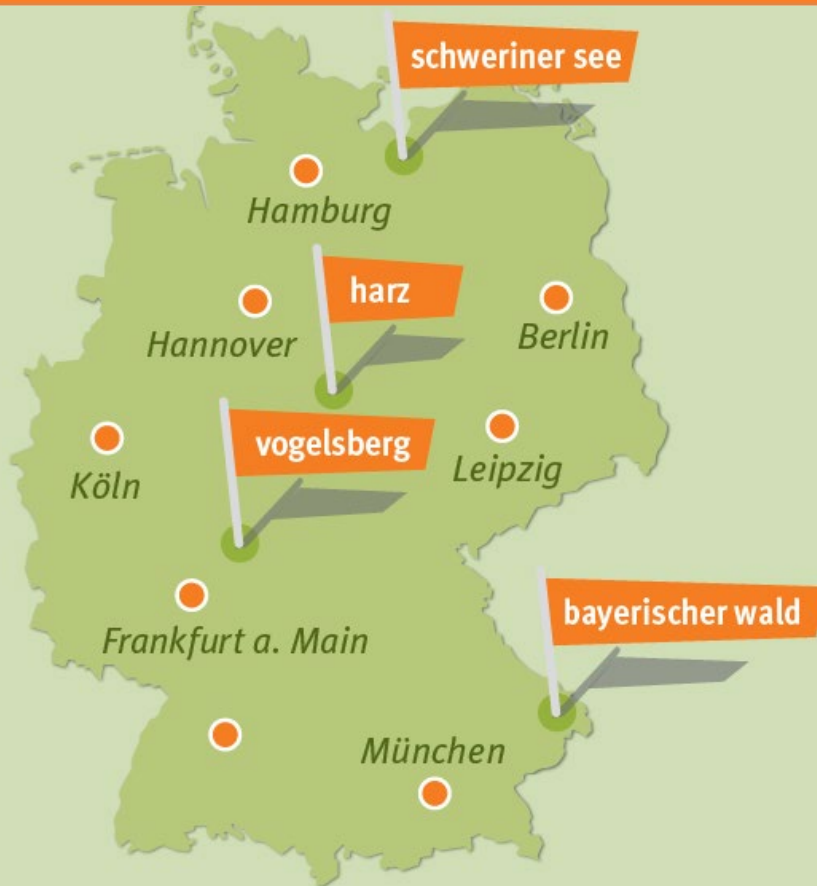 schweriner see
Hamburg
harz
Hannover
Berlin
vogelsberg
Köln
Leipzig
bayerischer wald
Frankfurt a. Main
München